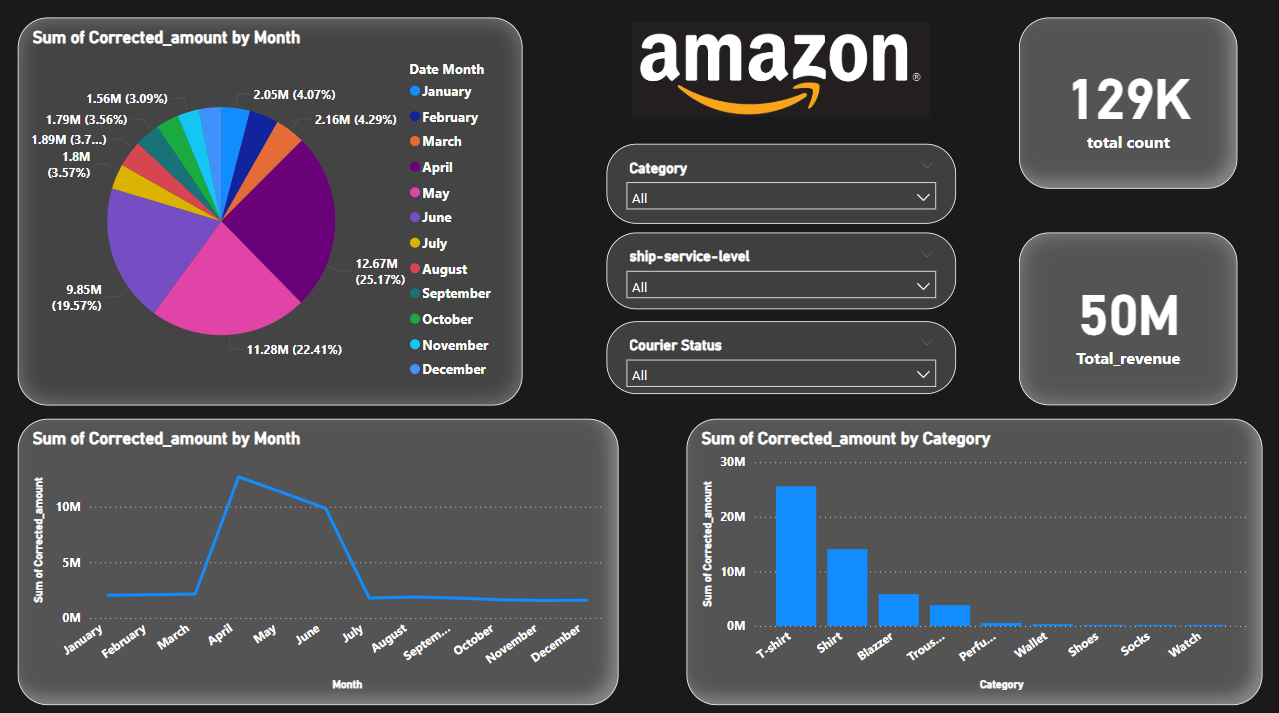 Sum of Corrected_amount by Month
1.56M (3.09%)
1.79M (3.56%)
1.89M (3.7...)
1.8M
(3.57%)
9.85M
(19.57%)
2.05M (4.07%)
2.16M (4.29%)
12.67M
(25.17%)
11.28M (22.41%)
Date Month
January
February
March
April
May
June
July
August
September
October
November
December
amazon®
Category
All
ship-service-level
All
Courier Status
All
129K
total count
50M
Total_revenue
Sum of Corrected_amount by Month
Sum of Corrected_amount
10M
5M
0M
January
February
March
April
May
June
July
August
Septem...
October
November
December
Month
Sum of Corrected_amount by Category
Sum of Corrected_amount
30M
20M
10M
0M
T-shirt
Shirt
Blazzer
Trous...
Perfu...
Wallet
Shoes
Socks
Watch
Category